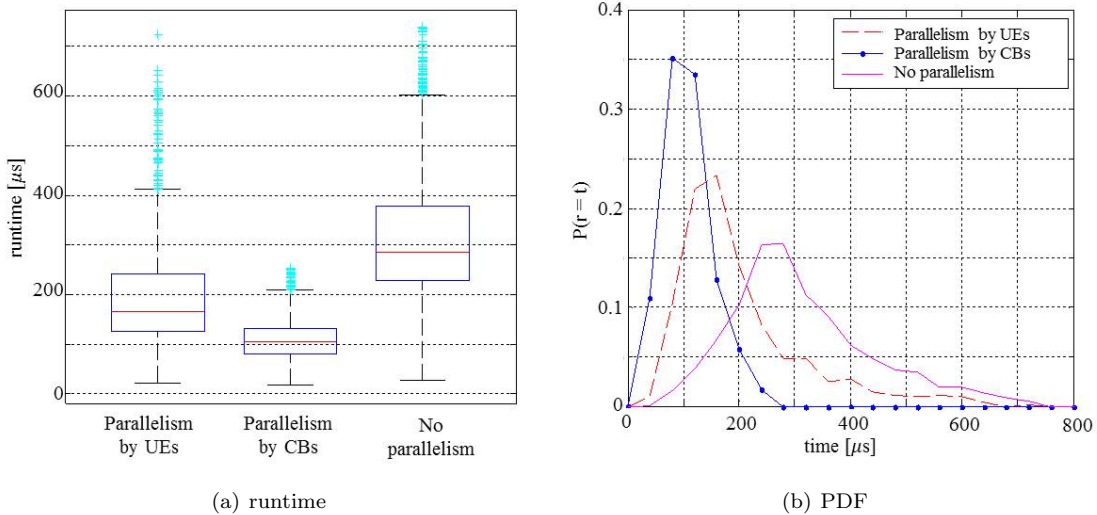 600
400
200
0
runtime [µs]
Parallelism by UEs
Parallelism by CBs
No parallelism
(a) runtime
0.4
0.3
0.2
0.1
0
P(r = t)
Parallelism by UEs
Parallelism by CBs
No parallelism
0 200 400 600 800
time [µs]
(b) PDF